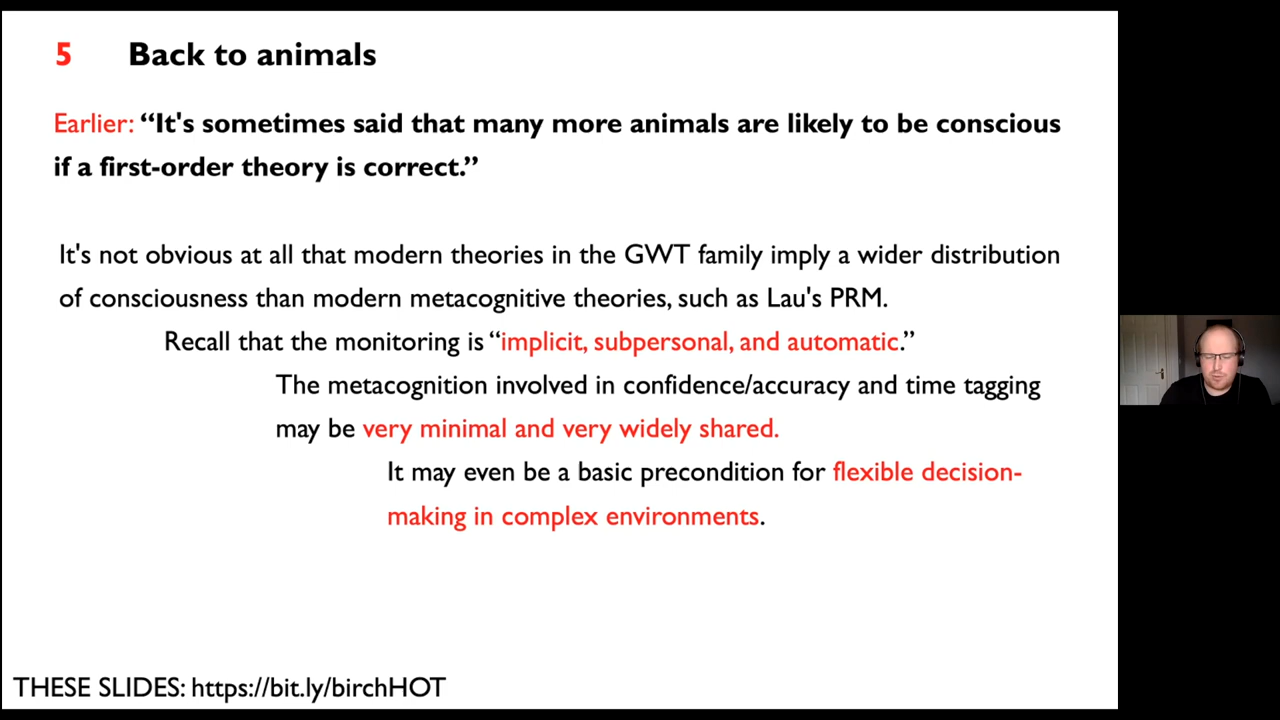 5 Back to animals
Earlier: “It's sometimes said that many more animals are likely to be conscious
if a first-order theory is correct.”
It's not obvious at all that modern theories in the GWT family imply a wider distribution
of consciousness than modern metacognitive theories, such as Lau's PRM.
Recall that the monitoring is “implicit, subpersonal, and automatic.”
The metacognition involved in confidence/accuracy and time tagging
may be very minimal and very widely shared.
It may even be a basic precondition for flexible decision-
making in complex environments.
THESE SLIDES: https://bit.ly/birchHOT